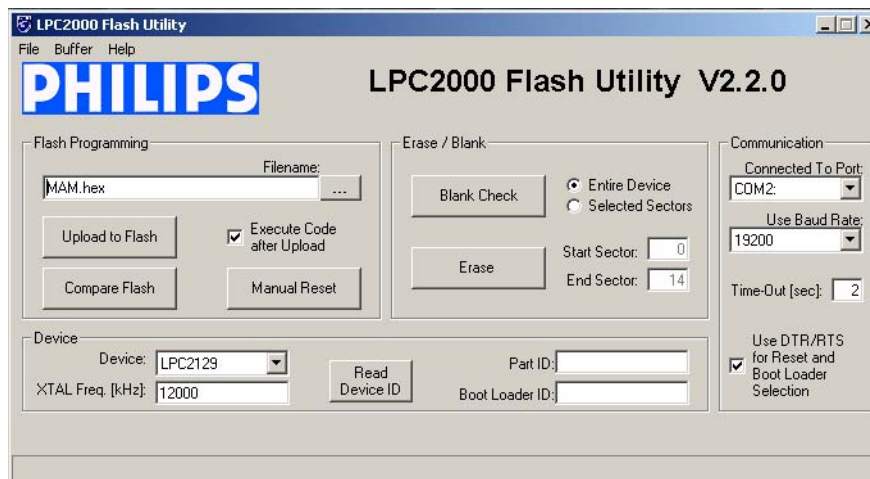 LPC2000 Flash Utility
File Buffer Help
PHILIPS
LPC2000 Flash Utility V2.2.0
Flash Programming
Filename:
MAM.hex
...
Upload to Flash
Execute Code
after Upload
Compare Flash
Manual Reset
Erase / Blank
Blank Check
Entire Device
Selected Sectors
Erase
Start Sector: 0
End Sector: 14
Communication
Connected To Port:
COM2:
Use Baud Rate:
19200
Time-Out [sec]: 2
Use DTR/RTS
for Reset and
Boot Loader
Selection
Device
Device: LPC2129
XTAL Freq. [kHz]: 12000
Read
Device ID
Part ID:
Boot Loader ID: